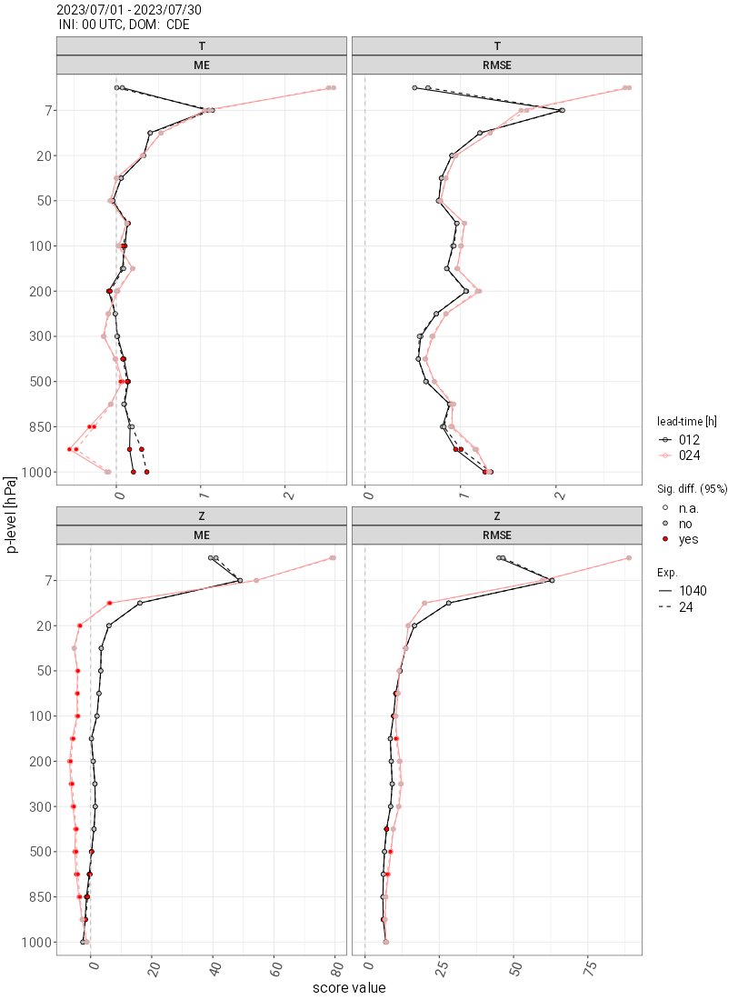 2023/07/01 - 2023/07/30
INI: 00 UTC, DOM: CDE
T
T
ME
RMSE
7
20
50
100
200
300
500
850
1000
0
1
2
0
1
2
p-level [hPa]
lead-time [h]
012
024
Sig. diff. (95%)
n.a.
no
yes
Exp.
1040
24
Z
Z
ME
RMSE
7
20
50
100
200
300
500
850
1000
0
20
40
60
80
0
25
50
75
score value